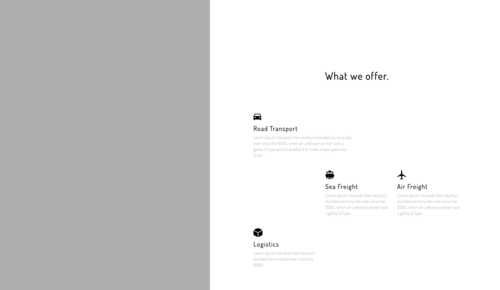 What we offer.
Road Transport
Lorem Ipsum has been the industry's standard dummy text
ever since the 1500s, when an unknown printer took a
galley of type and scrambled it to make a type specimen
book.
Sea Freight
Lorem Ipsum has been the industry's
standard dummy text ever since the
1500s, when an unknown printer took
a galley of type.
Air Freight
Lorem Ipsum has been the industry's
standard dummy text ever since the
1500s, when an unknown printer took
a galley of type.
Logistics
Lorem Ipsum has been the industry's
standard dummy text ever since the
1500s.